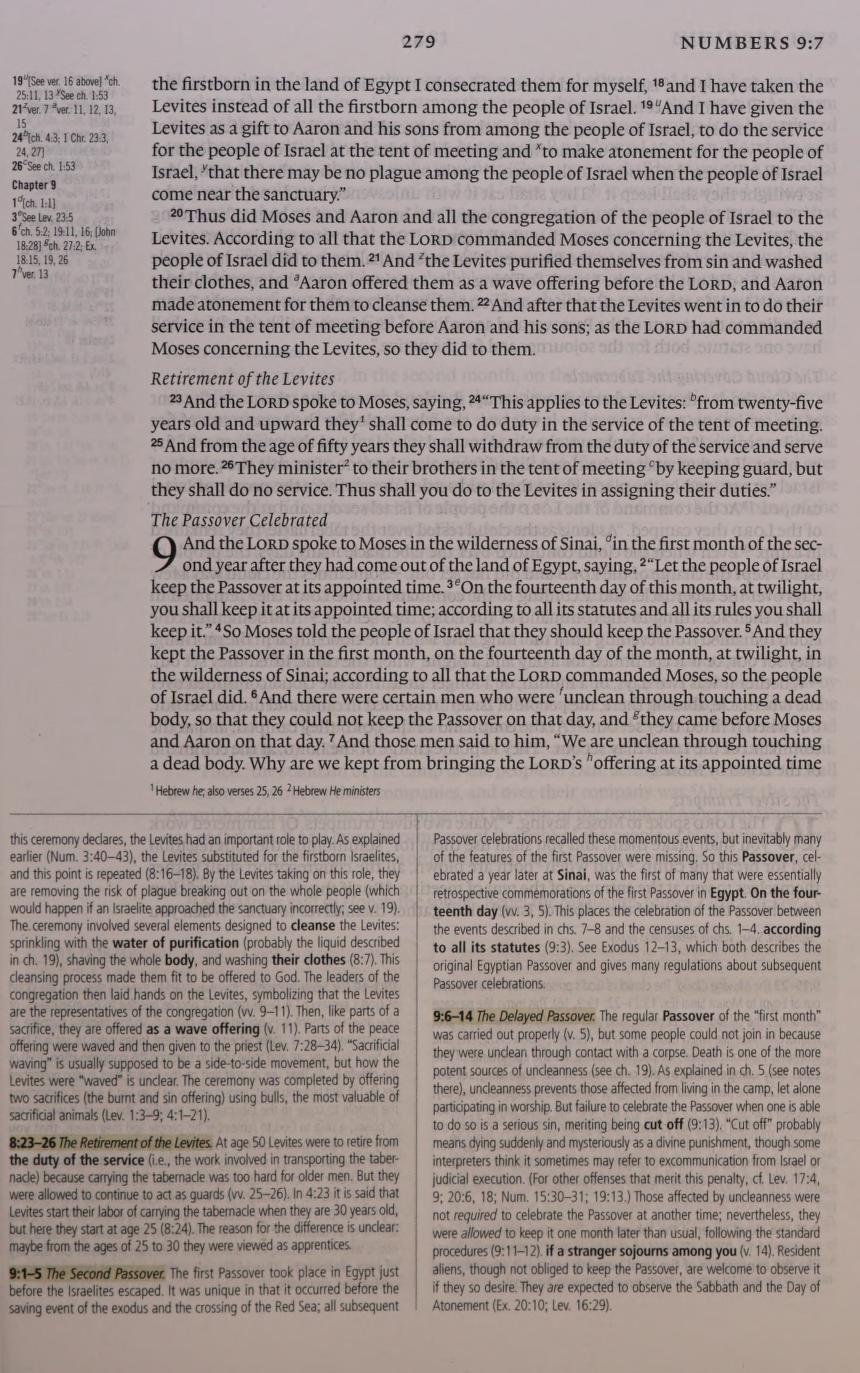 279
NUMBERS 9:7
19ᵘ[See ver. 16 above] ˣch.
25:11, 13 ʸSee ch. 1:53
21ᶻver. 7 ᵃver. 11, 12, 13,
15
24ᵇ[ch. 4:3; 1 Chr. 23:3,
24, 27]
26ᶜSee ch. 1:53
Chapter 9
1ᵈ[ch. 1:1]
3ᵉSee Lev. 23:5
6ᶠch. 5:2; 19:11, 16; [John
18:28] ᵍch. 27:2; Ex.
18:15, 19, 26
7ʰver. 13
the firstborn in the land of Egypt I consecrated them for myself, 18 and I have taken the
Levites instead of all the firstborn among the people of Israel. 19 ᵘAnd I have given the
Levites as a gift to Aaron and his sons from among the people of Israel, to do the service
for the people of Israel at the tent of meeting and ˣto make atonement for the people of
Israel, ʸthat there may be no plague among the people of Israel when the people of Israel
come near the sanctuary.”
20 Thus did Moses and Aaron and all the congregation of the people of Israel to the
Levites. According to all that the LORD commanded Moses concerning the Levites, the
people of Israel did to them. 21 And ᶻthe Levites purified themselves from sin and washed
their clothes, and ᵃAaron offered them as a wave offering before the LORD, and Aaron
made atonement for them to cleanse them. 22 And after that the Levites went in to do their
service in the tent of meeting before Aaron and his sons; as the LORD had commanded
Moses concerning the Levites, so they did to them.
Retirement of the Levites
23 And the LORD spoke to Moses, saying, 24 “This applies to the Levites: ᵇfrom twenty-five
years old and upward they¹ shall come to do duty in the service of the tent of meeting.
25 And from the age of fifty years they shall withdraw from the duty of the service and serve
no more. 26 They minister² to their brothers in the tent of meeting ᶜby keeping guard, but
they shall do no service. Thus shall you do to the Levites in assigning their duties.”
The Passover Celebrated
9 And the LORD spoke to Moses in the wilderness of Sinai, ᵈin the first month of the sec-
ond year after they had come out of the land of Egypt, saying, 2 “Let the people of Israel
keep the Passover at its appointed time. 3 ᵉOn the fourteenth day of this month, at twilight,
you shall keep it at its appointed time; according to all its statutes and all its rules you shall
keep it.” 4 So Moses told the people of Israel that they should keep the Passover. 5 And they
kept the Passover in the first month, on the fourteenth day of the month, at twilight, in
the wilderness of Sinai; according to all that the LORD commanded Moses, so the people
of Israel did. 6 And there were certain men who were ᶠunclean through touching a dead
body, so that they could not keep the Passover on that day, and ᵍthey came before Moses
and Aaron on that day. 7 And those men said to him, “We are unclean through touching
a dead body. Why are we kept from bringing the LORD’s ʰoffering at its appointed time
¹ Hebrew he; also verses 25, 26 ² Hebrew He ministers
this ceremony declares, the Levites had an important role to play. As explained
earlier (Num. 3:40–43), the Levites substituted for the firstborn Israelites,
and this point is repeated (8:16–18). By the Levites taking on this role, they
are removing the risk of plague breaking out on the whole people (which
would happen if an Israelite approached the sanctuary incorrectly; see v. 19).
The ceremony involved several elements designed to cleanse the Levites:
sprinkling with the water of purification (probably the liquid described
in ch. 19), shaving the whole body, and washing their clothes (8:7). This
cleansing process made them fit to be offered to God. The leaders of the
congregation then laid hands on the Levites, symbolizing that the Levites
are the representatives of the congregation (vv. 9–11). Then, like parts of a
sacrifice, they are offered as a wave offering (v. 11). Parts of the peace
offering were waved and then given to the priest (Lev. 7:28–34). “Sacrificial
waving” is usually supposed to be a side-to-side movement, but how the
Levites were “waved” is unclear. The ceremony was completed by offering
two sacrifices (the burnt and sin offering) using bulls, the most valuable of
sacrificial animals (Lev. 1:3–9; 4:1–21).
8:23–26 The Retirement of the Levites. At age 50 Levites were to retire from
the duty of the service (i.e., the work involved in transporting the taber-
nacle) because carrying the tabernacle was too hard for older men. But they
were allowed to continue to act as guards (vv. 25–26). In 4:23 it is said that
Levites start their labor of carrying the tabernacle when they are 30 years old,
but here they start at age 25 (8:24). The reason for the difference is unclear:
maybe from the ages of 25 to 30 they were viewed as apprentices.
9:1–5 The Second Passover. The first Passover took place in Egypt just
before the Israelites escaped. It was unique in that it occurred before the
saving event of the exodus and the crossing of the Red Sea; all subsequent
Passover celebrations recalled these momentous events, but inevitably many
of the features of the first Passover were missing. So this Passover, cel-
ebrated a year later at Sinai, was the first of many that were essentially
retrospective commemorations of the first Passover in Egypt. On the four-
teenth day (vv. 3, 5). This places the celebration of the Passover between
the events described in chs. 7–8 and the censuses of chs. 1–4. according
to all its statutes (9:3). See Exodus 12–13, which both describes the
original Egyptian Passover and gives many regulations about subsequent
Passover celebrations.
9:6–14 The Delayed Passover. The regular Passover of the “first month”
was carried out properly (v. 5), but some people could not join in because
they were unclean through contact with a corpse. Death is one of the more
potent sources of uncleanness (see ch. 19). As explained in ch. 5 (see notes
there), uncleanness prevents those affected from living in the camp, let alone
participating in worship. But failure to celebrate the Passover when one is able
to do so is a serious sin, meriting being cut off (9:13). “Cut off” probably
means dying suddenly and mysteriously as a divine punishment, though some
interpreters think it sometimes may refer to excommunication from Israel or
judicial execution. (For other offenses that merit this penalty, cf. Lev. 17:4,
9; 20:6, 18; Num. 15:30–31; 19:13.) Those affected by uncleanness were
not required to celebrate the Passover at another time; nevertheless, they
were allowed to keep it one month later than usual, following the standard
procedures (9:11–12). if a stranger sojourns among you (v. 14). Resident
aliens, though not obliged to keep the Passover, are welcome to observe it
if they so desire. They are expected to observe the Sabbath and the Day of
Atonement (Ex. 20:10; Lev. 16:29).